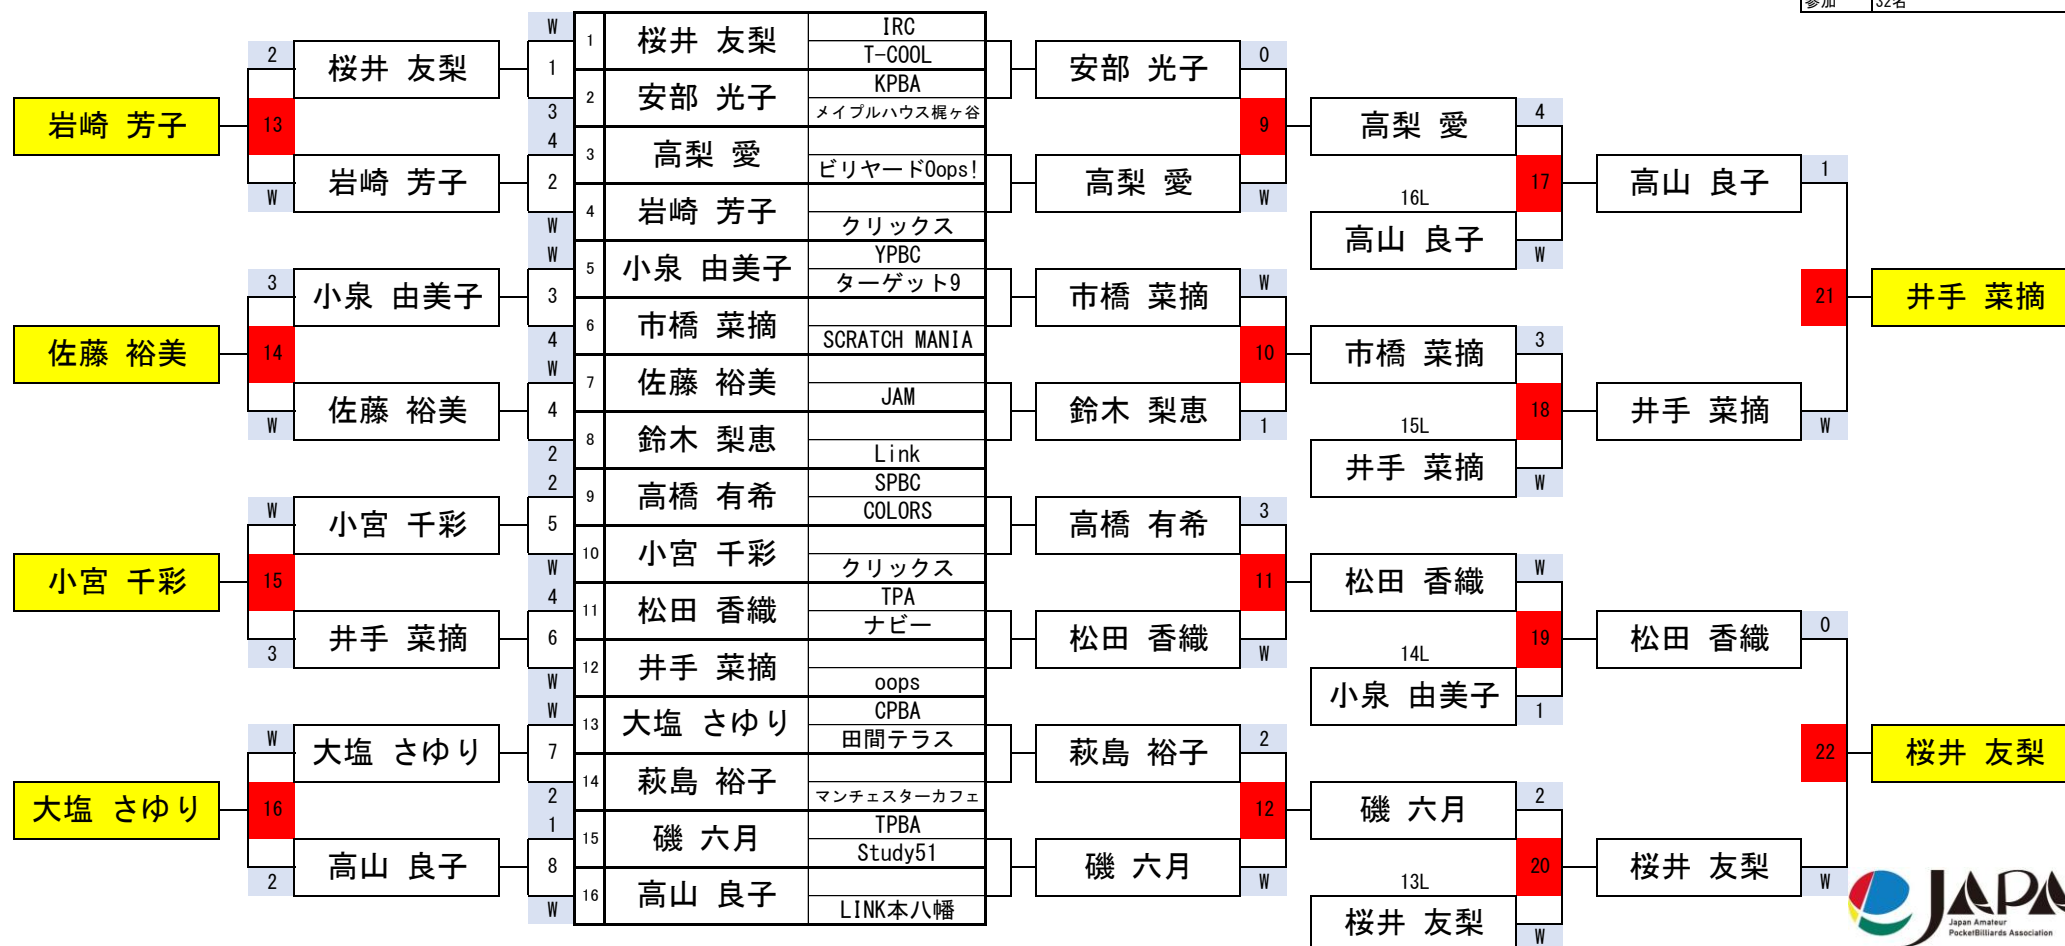 参加 32名
W 1 桜井 友梨 IRC
T-COOL
1
2 安部 光子 KPBA
3 メイプルハウス梶ヶ谷
4 3 高梨 愛
ビリヤードOops!
2
4 岩崎 芳子
W クリックス
W 5 小泉 由美子 YPBC
ターゲット9
3
6 市橋 菜摘
4 SCRATCH MANIA
W 7 佐藤 裕美
JAM
4
8 鈴木 梨恵
2 Link
2 9 高橋 有希 SPBC
COLORS
5
10 小宮 千彩
W クリックス
4 11 松田 香織 TPA
ナビー
6
12 井手 菜摘
W oops
W 13 大塩 さゆり CPBA
田間テラス
7
14 萩島 裕子
2 マンチェスターカフェ
1 15 磯 六月 TPBA
Study51
8
16 高山 良子
W LINK本八幡
2 桜井 友梨
岩崎 芳子 13
W 岩崎 芳子
3 小泉 由美子
佐藤 裕美 14
W 佐藤 裕美
W 小宮 千彩
小宮 千彩 15
3 井手 菜摘
W 大塩 さゆり
大塩 さゆり 16
2 高山 良子
安部 光子 0
9
高梨 愛 W
市橋 菜摘 W
10
鈴木 梨恵 1
高橋 有希 3
11
松田 香織 W
萩島 裕子 2
12
磯 六月 W
高梨 愛 4
17
16L
高山 良子 W
市橋 菜摘 3
18
15L
井手 菜摘 W
松田 香織 W
19
14L
小泉 由美子 1
磯 六月 2
20
13L
桜井 友梨 W
高山 良子 1
21 井手 菜摘
井手 菜摘 W
松田 香織 0
22 桜井 友梨
桜井 友梨 W
JAPA
Japan Amateur
PocketBilliards Association